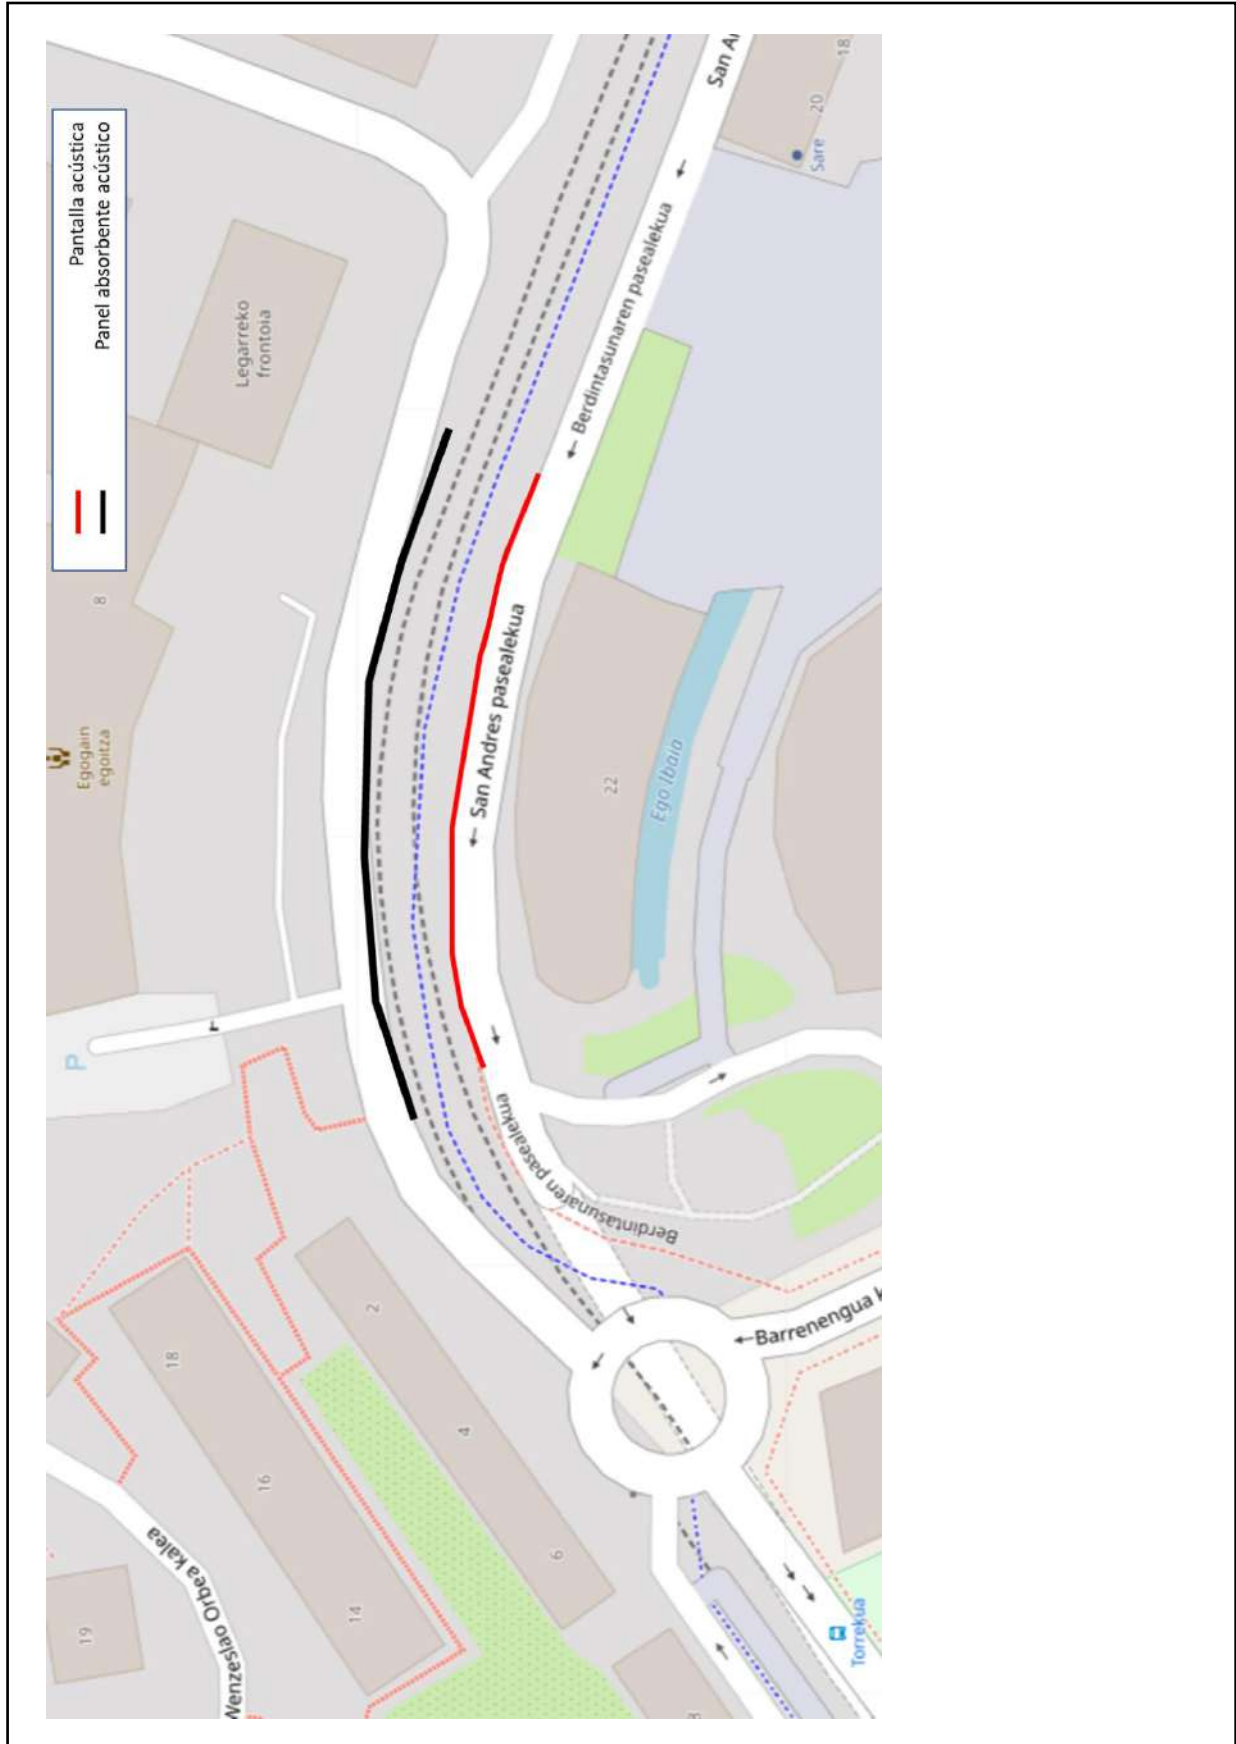 Pantalla acústica
Panel absorbente acústico
San
18
20
Sare
← Berdintasunaren pasealekua
Legarreko
frontoia
8
Egogain
egoitza
← San Andres pasealekua
22
Ego Ibaia
P
Berdintasunaren pasealekua
2
4
6
18
16
14
19
Wenzeslao Orbea kalea
←Barrenengua k
Torrekua
8